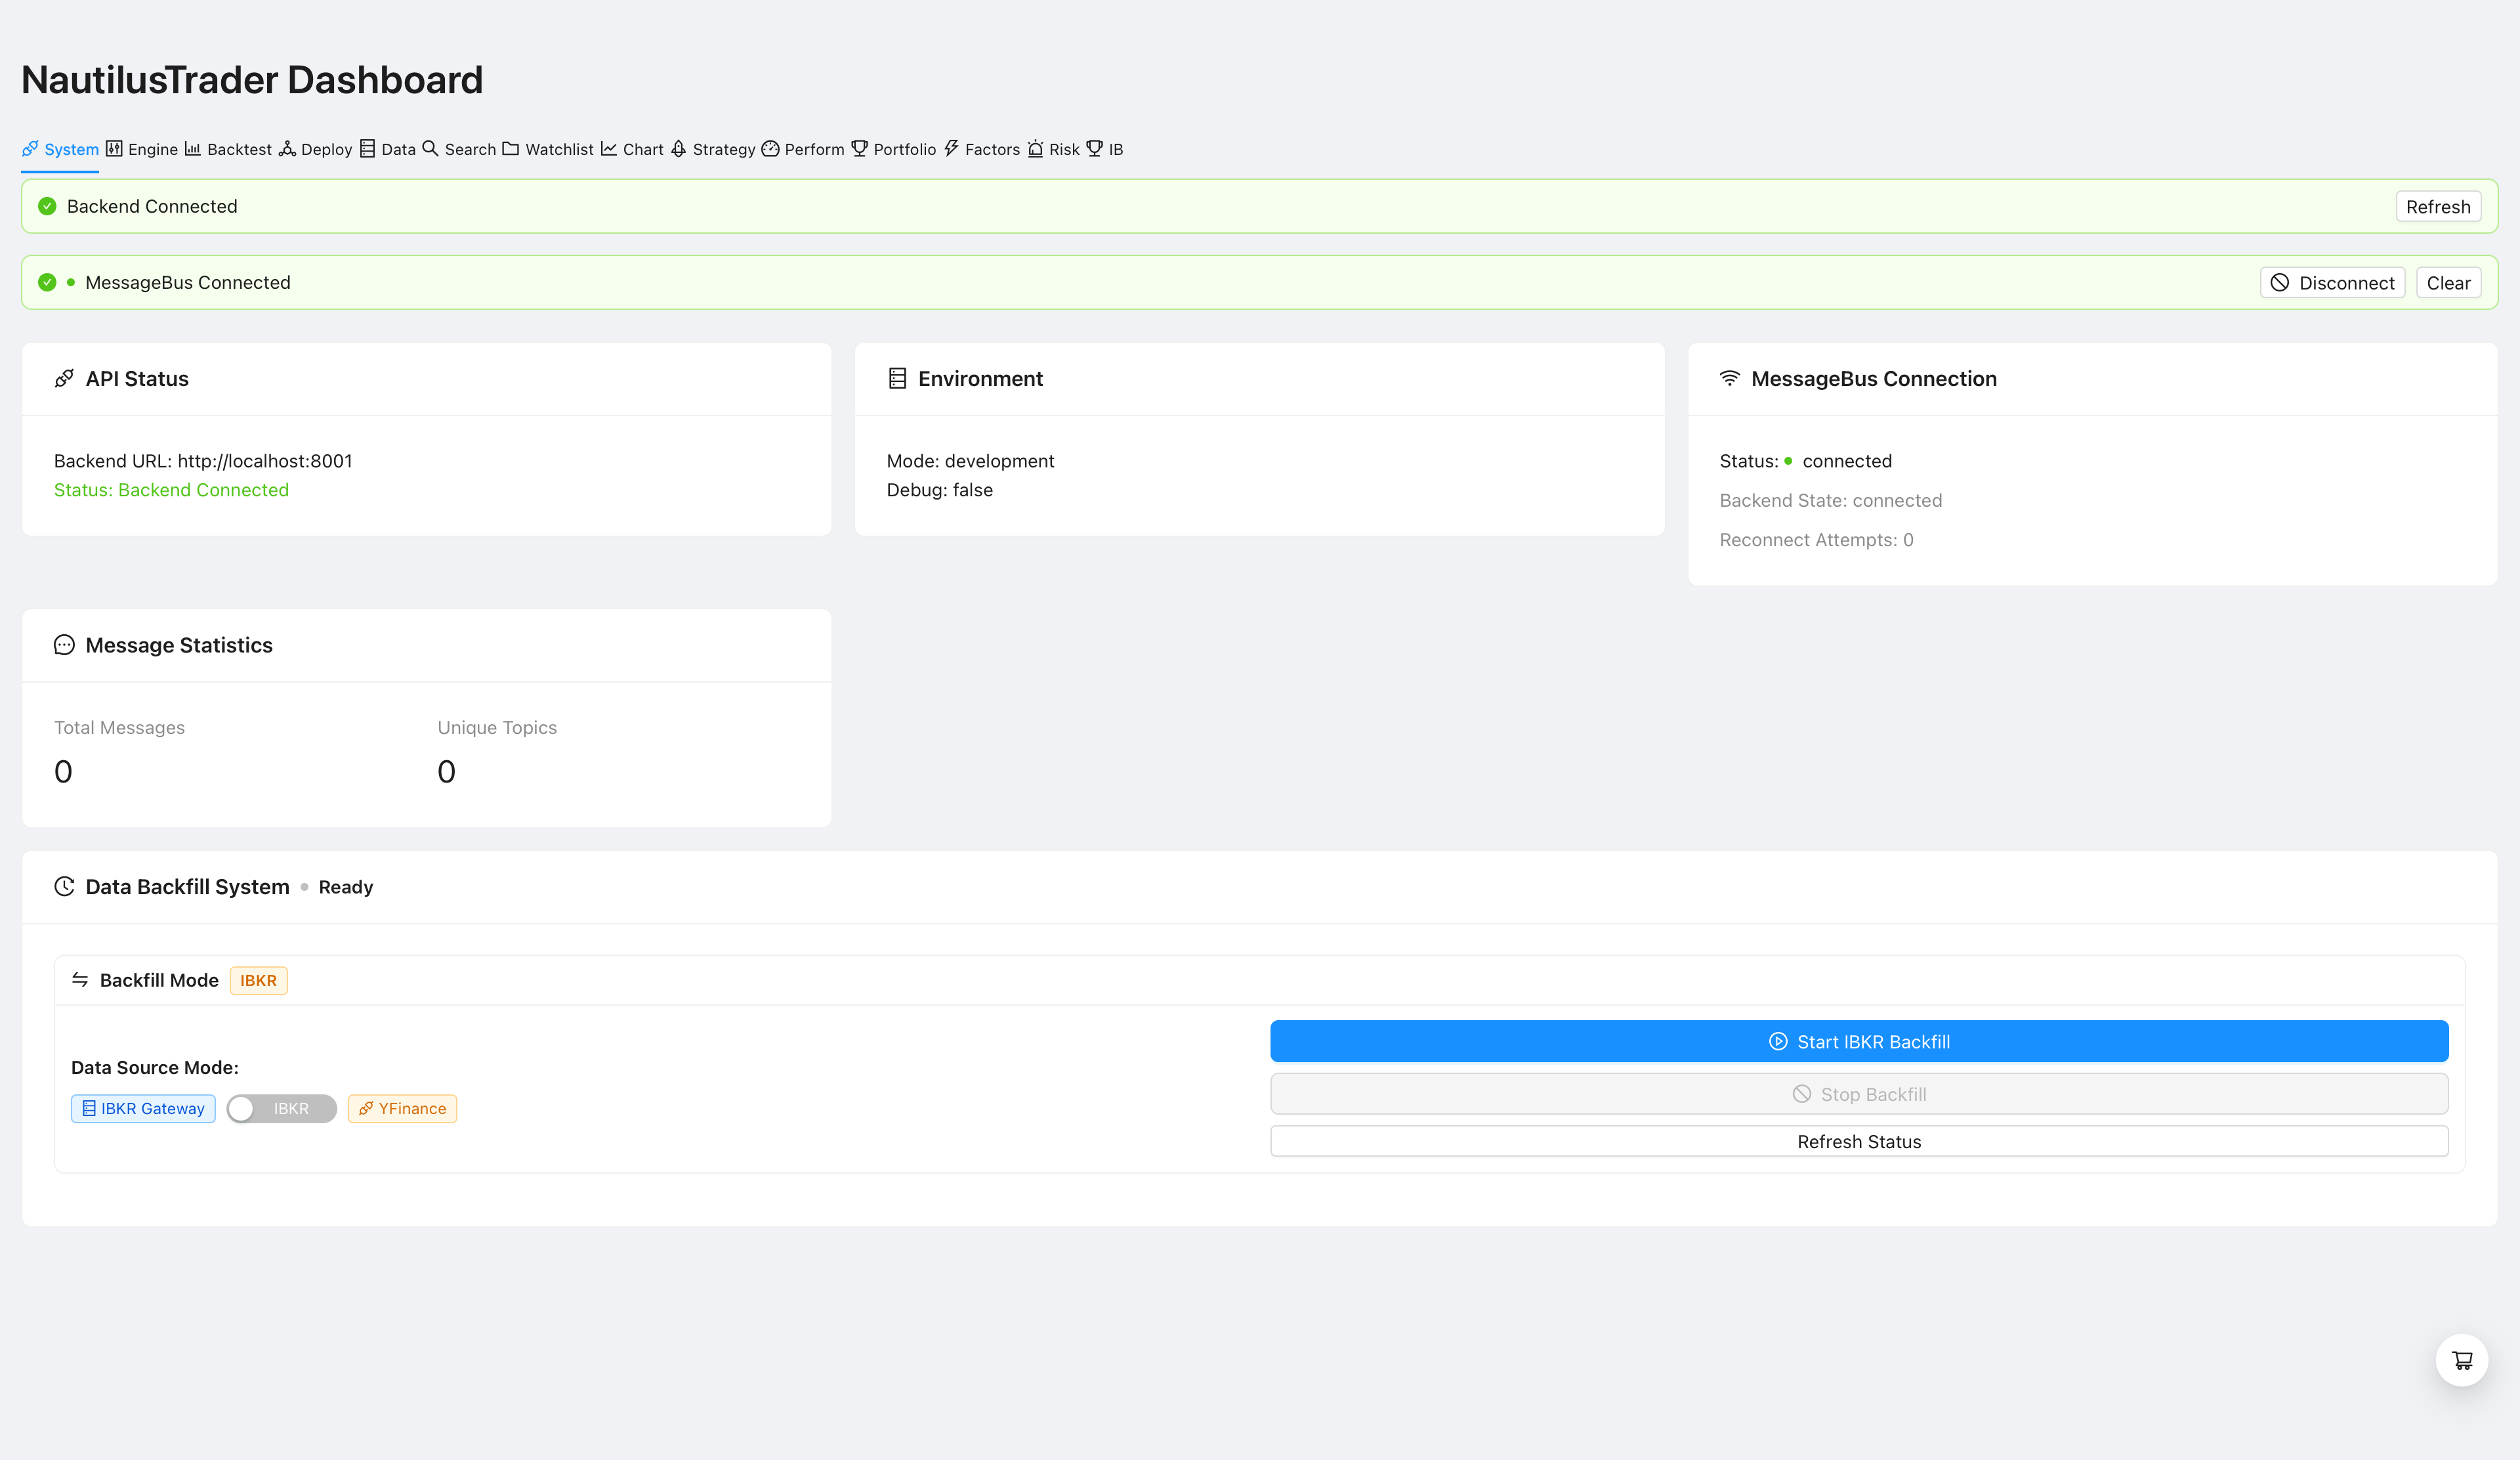 NautilusTrader Dashboard
System Engine Backtest Deploy Data Search Watchlist Chart Strategy Perform Portfolio Factors Risk IB
Backend Connected Refresh
MessageBus Connected Disconnect Clear
API Status
Backend URL: http://localhost:8001
Status: Backend Connected
Environment
Mode: development
Debug: false
MessageBus Connection
Status: connected
Backend State: connected
Reconnect Attempts: 0
Message Statistics
Total Messages Unique Topics
0 0
Data Backfill System Ready
Backfill Mode IBKR
Data Source Mode:
IBKR Gateway IBKR YFinance
Start IBKR Backfill
Stop Backfill
Refresh Status